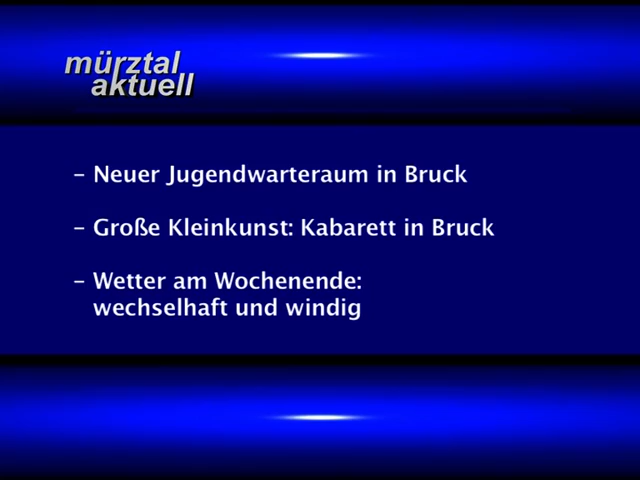 mürztal
aktuell
– Neuer Jugendwarteraum in Bruck
– Große Kleinkunst: Kabarett in Bruck
– Wetter am Wochenende:
wechselhaft und windig